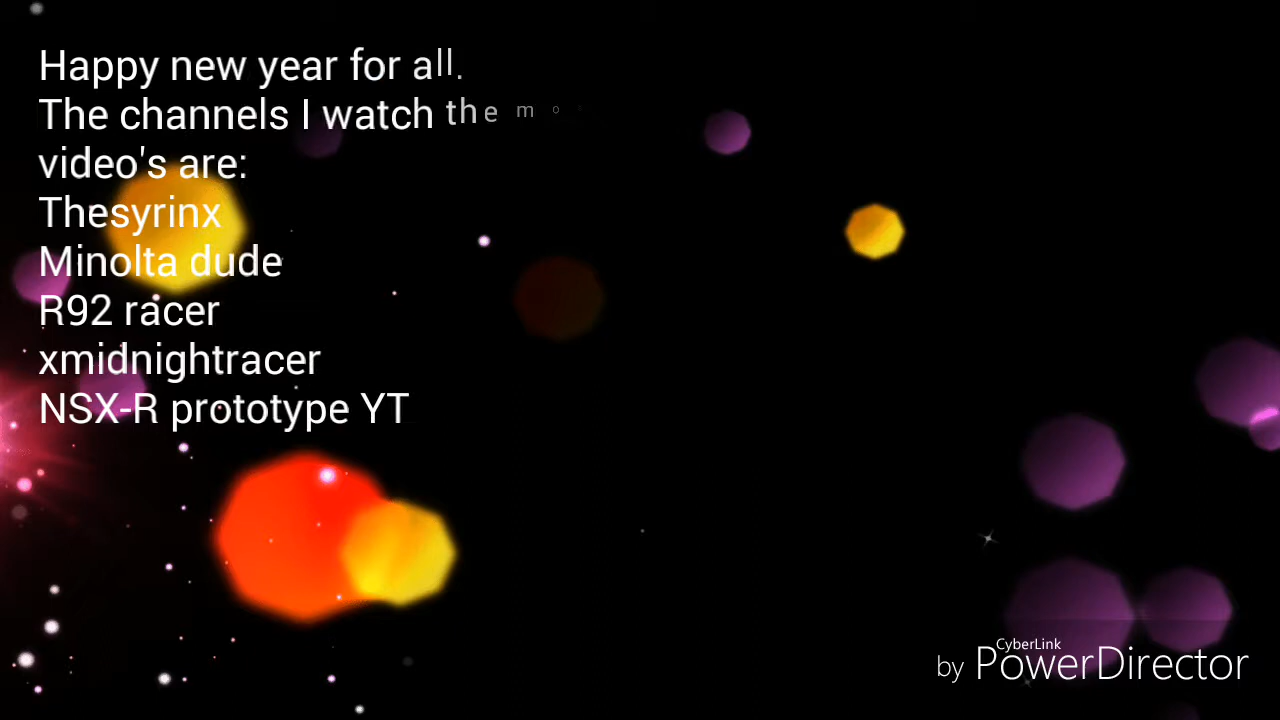 Happy new year for all.
The channels I watch the mo
video's are:
Thesyrinx
Minolta dude
R92 racer
xmidnightracer
NSX-R prototype YT
CyberLink
by PowerDirector